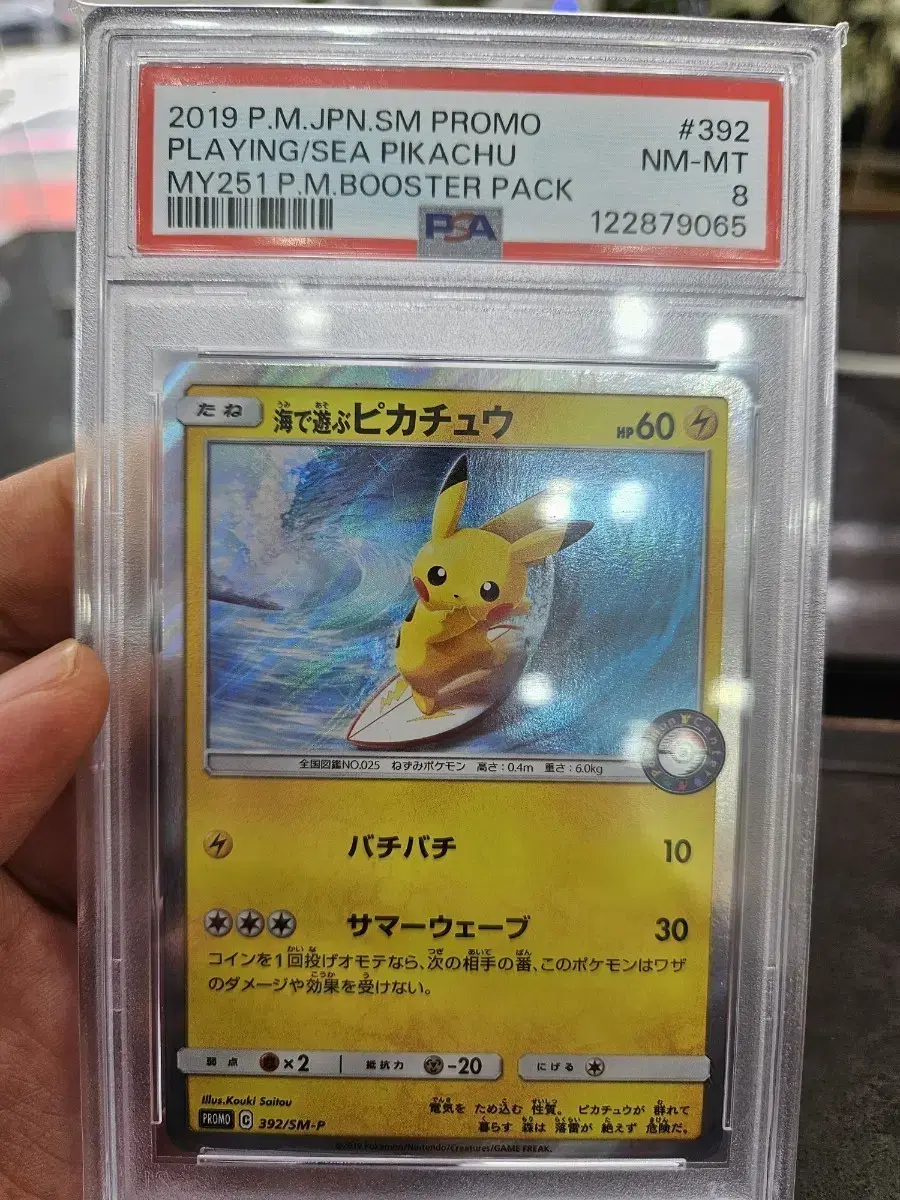 2019 P.M.JPN.SM PROMO #392
PLAYING/SEA PIKACHU NM-MT
MY251 P.M.BOOSTER PACK 8
PSA 122879065
たね 海で遊ぶピカチュウ HP60
全国図鑑NO.025 ねずみポケモン 高さ:0.4m 重さ:6.0kg
バチバチ 10
サマーウェーブ 30
コインを1回投げオモテなら、次の相手の番、このポケモンはワザ
のダメージや効果を受けない。
弱点 ×2 抵抗力 -20 にげる
Illus.Kouki Saitou
PROMO C 392/SM-P
電気を ため込む 性質。 ピカチュウが 群れて
暮らす 森は 落雷が 絶えず 危険だ。
©2019 Pokémon/Nintendo/Creatures/GAME FREAK.